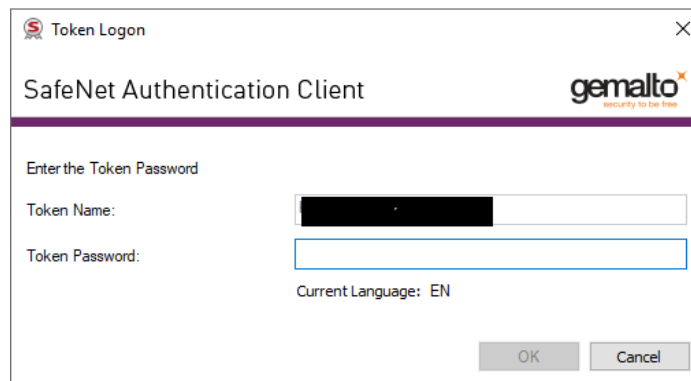 Token Logon
SafeNet Authentication Client
gemalto
security to be free
Enter the Token Password
Token Name:
Token Password:
Current Language: EN
OK
Cancel